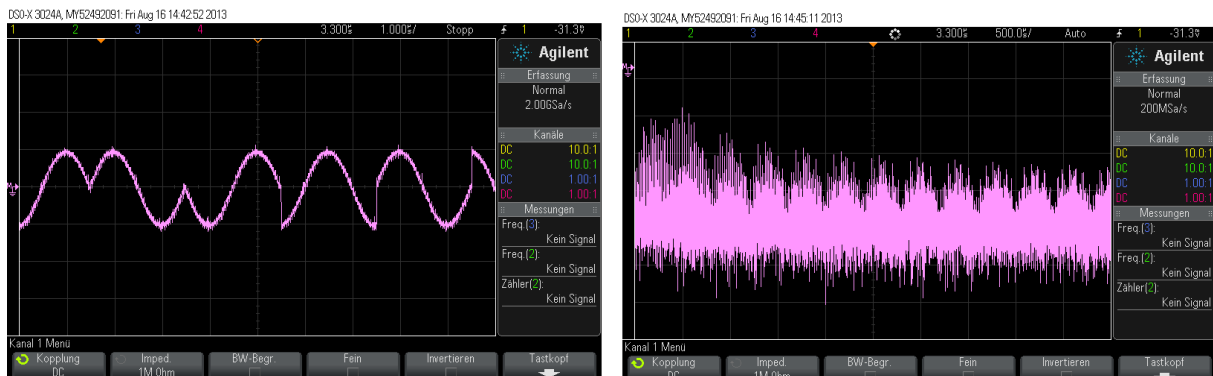 DSO-X 3024A, MY52492091: Fri Aug 16 14:42:52 2013
1 2 3 4 3.300s 1.000s/ Stopp 1 -31.3V
Agilent
Erfassung
Normal
2.00GSa/s
Kanäle
DC 10.0:1
DC 10.0:1
DC 1.00:1
DC 1.00:1
Messungen
Freq.(3):
Kein Signal
Freq.(2):
Kein Signal
Zähler(2):
Kein Signal
Kanal 1 Menü
Kopplung Imped. BW-Begr. Fein Invertieren Tastkopf
DC 1M Ohm
DSO-X 3024A, MY52492091: Fri Aug 16 14:45:11 2013
1 2 3 4 3.300s 500.0s/ Auto 1 -31.3V
Agilent
Erfassung
Normal
200MSa/s
Kanäle
DC 10.0:1
DC 10.0:1
DC 1.00:1
DC 1.00:1
Messungen
Freq.(3):
Kein Signal
Freq.(2):
Kein Signal
Zähler(2):
Kein Signal
Kanal 1 Menü
Kopplung Imped. BW-Begr. Fein Invertieren Tastkopf
DC 1M Ohm